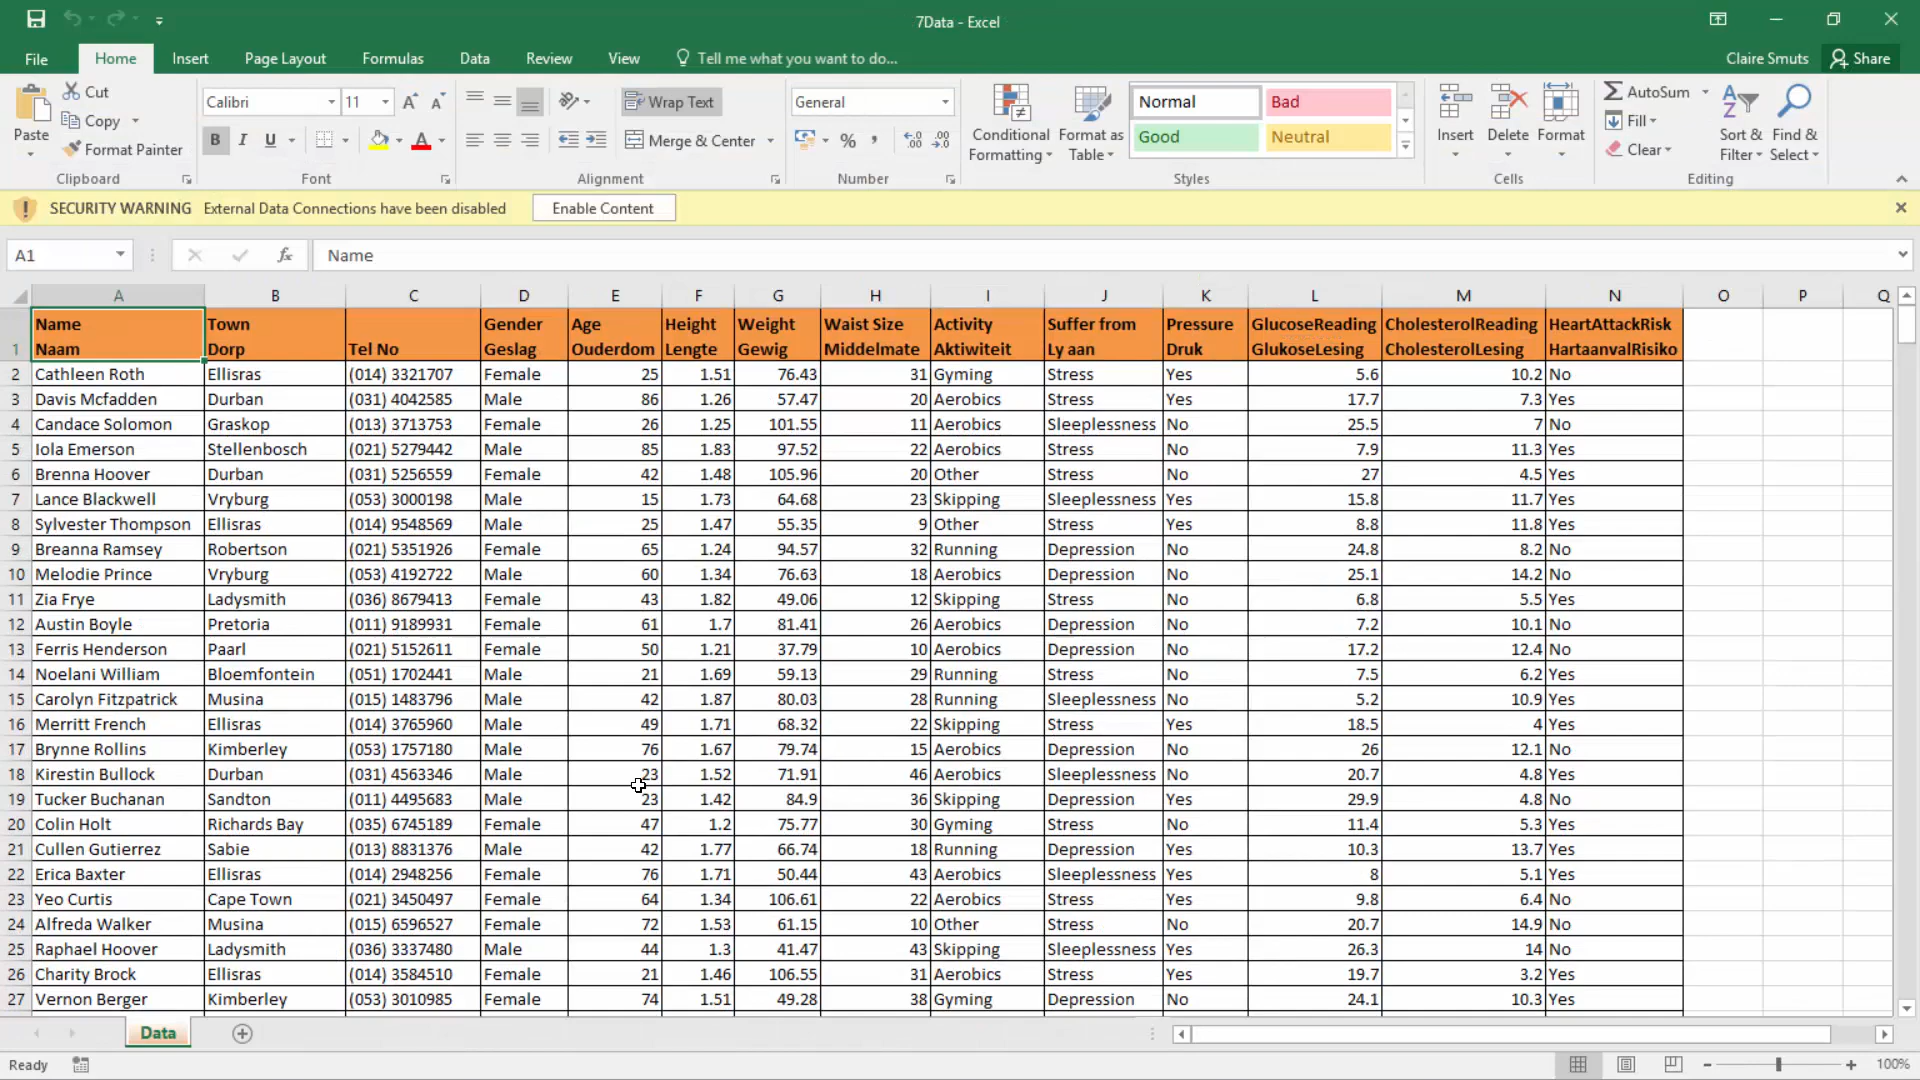 7Data - Excel
File Home Insert Page Layout Formulas Data Review View Tell me what you want to do... Claire Smuts Share
Paste Cut Copy Format Painter Clipboard
Calibri 11 B I U Font
Wrap Text Merge & Center Alignment
General % Number
Conditional Formatting Format as Table Normal Bad Good Neutral Styles
Insert Delete Format Cells
AutoSum Fill Clear Sort & Filter Find & Select Editing
SECURITY WARNING External Data Connections have been disabled Enable Content
A1 fx Name
A B C D E F G H I J K L M N O P Q
Name Town Gender Age Height Weight Waist Size Activity Suffer from Pressure GlucoseReading CholesterolReading HeartAttackRisk
1 Naam Dorp Tel No Geslag Ouderdom Lengte Gewig Middelmate Aktiwiteit Ly aan Druk GlukoseLesing CholesterolLesing HartaanvalRisiko
2 Cathleen Roth Ellisras (014) 3321707 Female 25 1.51 76.43 31 Gyming Stress Yes 5.6 10.2 No
3 Davis Mcfadden Durban (031) 4042585 Male 86 1.26 57.47 20 Aerobics Stress Yes 17.7 7.3 Yes
4 Candace Solomon Graskop (013) 3713753 Female 26 1.25 101.55 11 Aerobics Sleeplessness No 25.5 7 No
5 Iola Emerson Stellenbosch (021) 5279442 Male 85 1.83 97.52 22 Aerobics Stress No 7.9 11.3 Yes
6 Brenna Hoover Durban (031) 5256559 Female 42 1.48 105.96 20 Other Stress No 27 4.5 Yes
7 Lance Blackwell Vryburg (053) 3000198 Male 15 1.73 64.68 23 Skipping Sleeplessness Yes 15.8 11.7 Yes
8 Sylvester Thompson Ellisras (014) 9548569 Male 25 1.47 55.35 9 Other Stress Yes 8.8 11.8 Yes
9 Breanna Ramsey Robertson (021) 5351926 Female 65 1.24 94.57 32 Running Depression No 24.8 8.2 No
10 Melodie Prince Vryburg (053) 4192722 Male 60 1.34 76.63 18 Aerobics Depression No 25.1 14.2 No
11 Zia Frye Ladysmith (036) 8679413 Female 43 1.82 49.06 12 Skipping Stress No 6.8 5.5 Yes
12 Austin Boyle Pretoria (011) 9189931 Female 61 1.7 81.41 26 Aerobics Depression No 7.2 10.1 No
13 Ferris Henderson Paarl (021) 5152611 Female 50 1.21 37.79 10 Aerobics Depression No 17.2 12.4 No
14 Noelani William Bloemfontein (051) 1702441 Male 21 1.69 59.13 29 Running Stress No 7.5 6.2 Yes
15 Carolyn Fitzpatrick Musina (015) 1483796 Male 42 1.87 80.03 28 Running Sleeplessness No 5.2 10.9 Yes
16 Merritt French Ellisras (014) 3765960 Male 49 1.71 68.32 22 Skipping Stress Yes 18.5 4 Yes
17 Brynne Rollins Kimberley (053) 1757180 Male 76 1.67 79.74 15 Aerobics Depression No 26 12.1 No
18 Kirestin Bullock Durban (031) 4563346 Male 23 1.52 71.91 46 Aerobics Sleeplessness No 20.7 4.8 Yes
19 Tucker Buchanan Sandton (011) 4495683 Male 23 1.42 84.9 36 Skipping Depression Yes 29.9 4.8 No
20 Colin Holt Richards Bay (035) 6745189 Female 47 1.2 75.77 30 Gyming Stress No 11.4 5.3 Yes
21 Cullen Gutierrez Sabie (013) 8831376 Male 42 1.77 66.74 18 Running Depression Yes 10.3 13.7 Yes
22 Erica Baxter Ellisras (014) 2948256 Female 76 1.71 50.44 43 Aerobics Sleeplessness Yes 8 5.1 Yes
23 Yeo Curtis Cape Town (021) 3450497 Female 64 1.34 106.61 22 Aerobics Stress Yes 9.8 6.4 No
24 Alfreda Walker Musina (015) 6596527 Female 72 1.53 61.15 10 Other Stress No 20.7 14.9 No
25 Raphael Hoover Ladysmith (036) 3337480 Male 44 1.3 41.47 43 Skipping Sleeplessness Yes 26.3 14 No
26 Charity Brock Ellisras (014) 3584510 Female 21 1.46 106.55 31 Aerobics Stress Yes 19.7 3.2 Yes
27 Vernon Berger Kimberley (053) 3010985 Female 74 1.51 49.28 38 Gyming Depression No 24.1 10.3 Yes
Data
Ready 100%